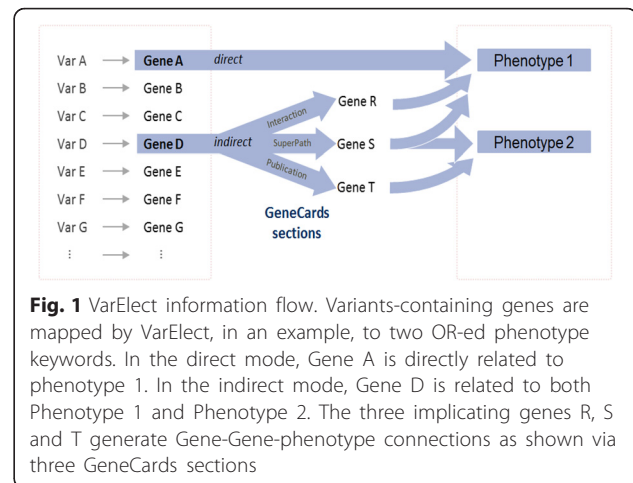 Var A Gene A direct Phenotype 1
Var B Gene B
Var C Gene C Interaction Gene R
Var D Gene D indirect SuperPath Gene S Phenotype 2
Var E Gene E Publication Gene T
Var F Gene F
Var G Gene G GeneCards
sections
⋮ ⋮
Fig. 1 VarElect information flow. Variants-containing genes are
mapped by VarElect, in an example, to two OR-ed phenotype
keywords. In the direct mode, Gene A is directly related to
phenotype 1. In the indirect mode, Gene D is related to both
Phenotype 1 and Phenotype 2. The three implicating genes R, S
and T generate Gene-Gene-phenotype connections as shown via
three GeneCards sections